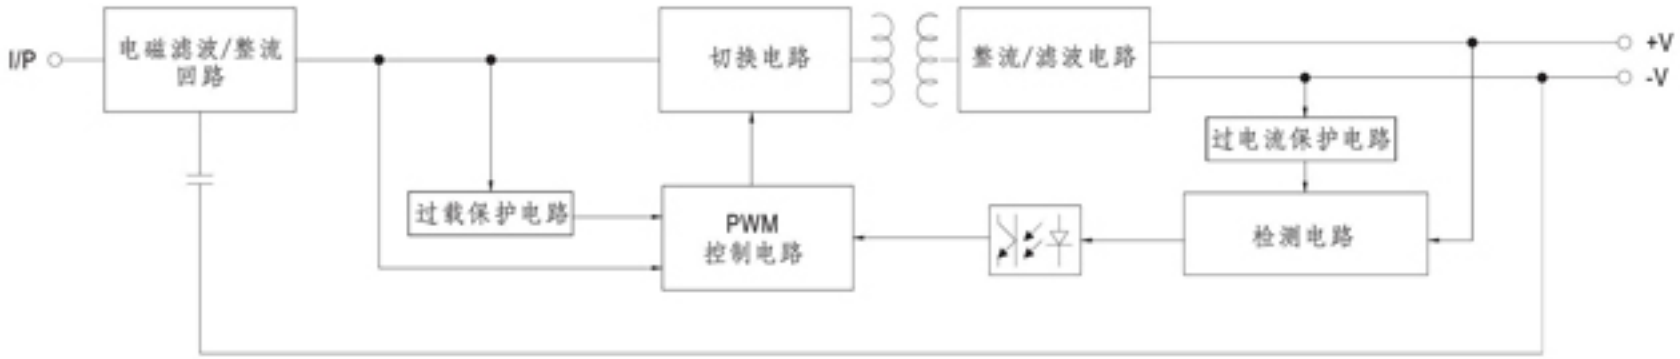 I/P
电磁滤波/整流
回路
切换电路
整流/滤波电路
+V
-V
过电流保护电路
过载保护电路
PWM
控制电路
检测电路